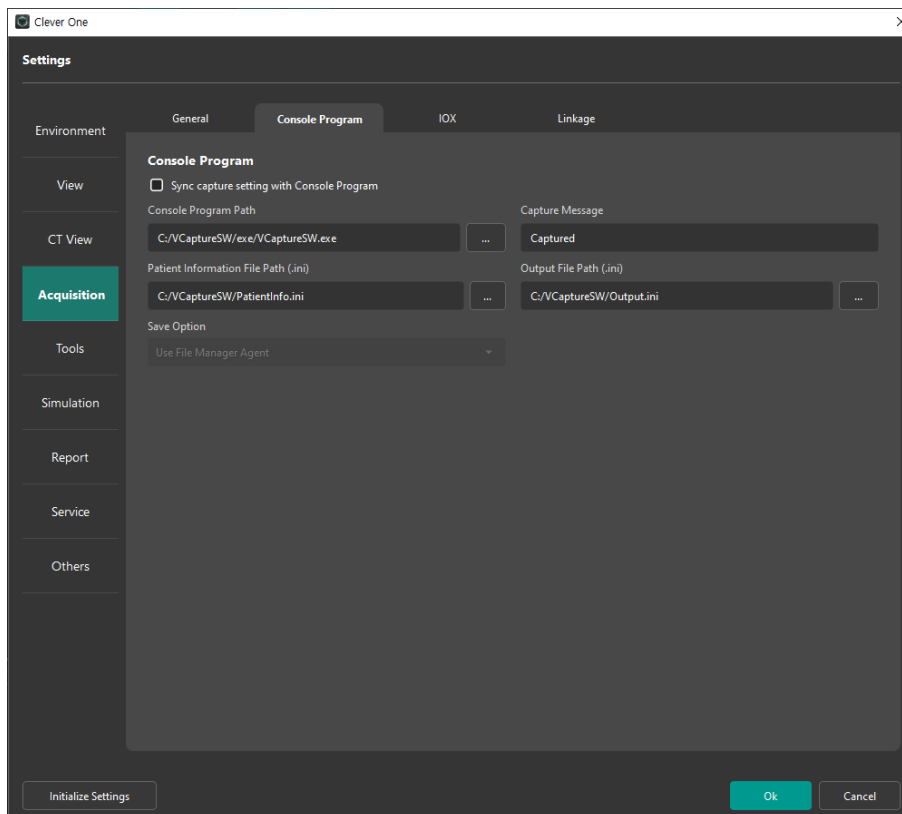 Clever One
Settings
Environment
View
CT View
Acquisition
Tools
Simulation
Report
Service
Others
General
Console Program
IOX
Linkage
Console Program
Sync capture setting with Console Program
Console Program Path
Capture Message
C:/VCaptureSW/exe/VCaptureSW.exe
...
Captured
Patient Information File Path (.ini)
Output File Path (.ini)
C:/VCaptureSW/PatientInfo.ini
...
C:/VCaptureSW/Output.ini
...
Save Option
Use File Manager Agent
Initialize Settings
Ok
Cancel